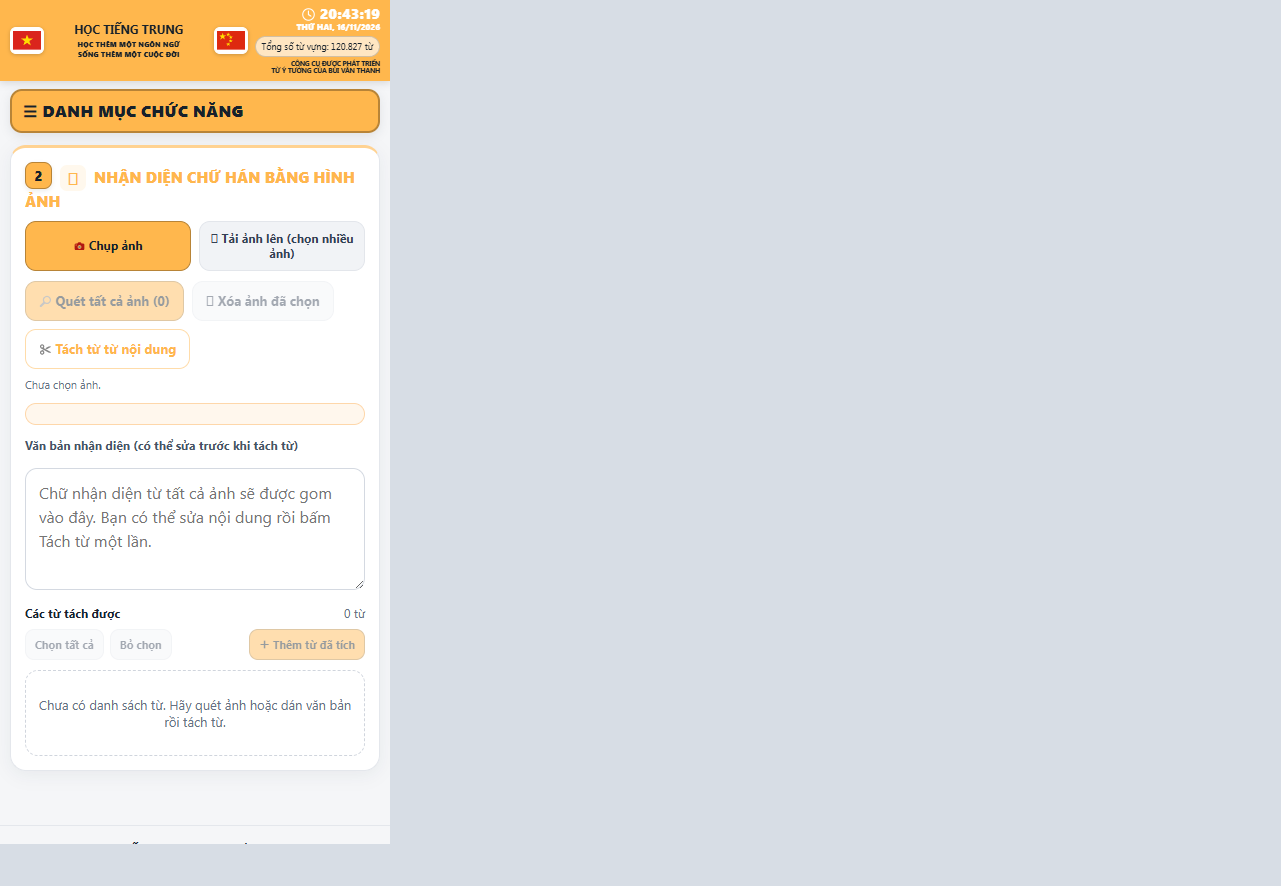 HỌC TIẾNG TRUNG
HỌC THÊM MỘT NGÔN NGỮ
SỐNG THÊM MỘT CUỘC ĐỜI
20:43:19
THỨ HAI, 16/11/2026
Tổng số từ vựng: 120.827 từ
CÔNG CỤ ĐƯỢC PHÁT TRIỂN
TỪ Ý TƯỞNG CỦA BÙI VĂN THANH
☰ DANH MỤC CHỨC NĂNG
2 NHẬN DIỆN CHỮ HÁN BẰNG HÌNH
ẢNH
Chụp ảnh
Tải ảnh lên (chọn nhiều
ảnh)
Quét tất cả ảnh (0)
Xóa ảnh đã chọn
Tách từ từ nội dung
Chưa chọn ảnh.
Văn bản nhận diện (có thể sửa trước khi tách từ)
Chữ nhận diện từ tất cả ảnh sẽ được gom
vào đây. Bạn có thể sửa nội dung rồi bấm
Tách từ một lần.
Các từ tách được
0 từ
Chọn tất cả
Bỏ chọn
+ Thêm từ đã tích
Chưa có danh sách từ. Hãy quét ảnh hoặc dán văn bản
rồi tách từ.